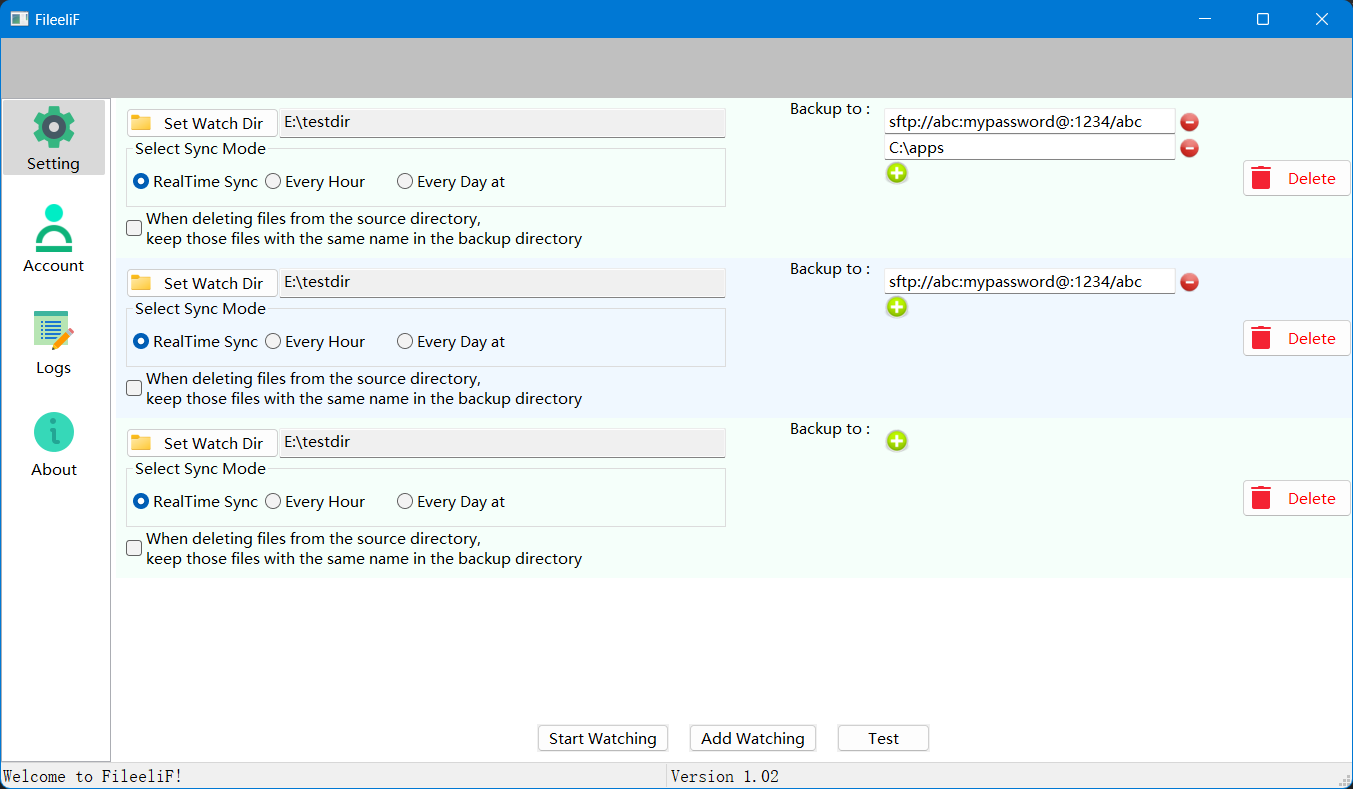 FileeliF
Setting
Account
Logs
About
Set Watch Dir E:\testdir
Backup to :
sftp://abc:mypassword@:1234/abc
C:\apps
Select Sync Mode
RealTime Sync Every Hour Every Day at
Delete
When deleting files from the source directory,
keep those files with the same name in the backup directory
Set Watch Dir E:\testdir
Backup to :
sftp://abc:mypassword@:1234/abc
Select Sync Mode
RealTime Sync Every Hour Every Day at
Delete
When deleting files from the source directory,
keep those files with the same name in the backup directory
Set Watch Dir E:\testdir
Backup to :
Select Sync Mode
RealTime Sync Every Hour Every Day at
Delete
When deleting files from the source directory,
keep those files with the same name in the backup directory
Start Watching Add Watching Test
Welcome to FileeliF! Version 1.02